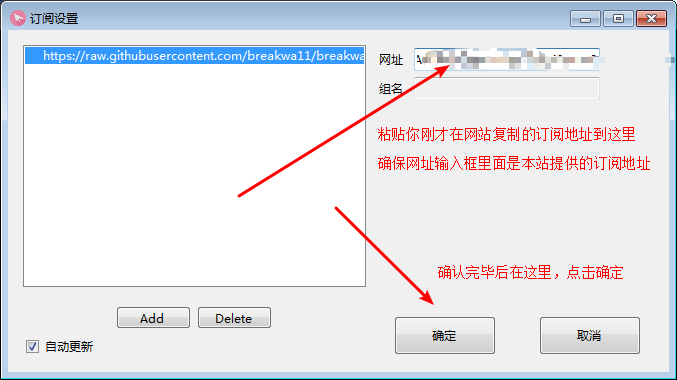 订阅设置
https://raw.githubusercontent.com/breakwa11/breakwa
网址
组名
粘贴你刚才在网站复制的订阅地址到这里
确保网址输入框里面是本站提供的订阅地址
确认完毕后在这里，点击确定
Add
Delete
自动更新
确定
取消